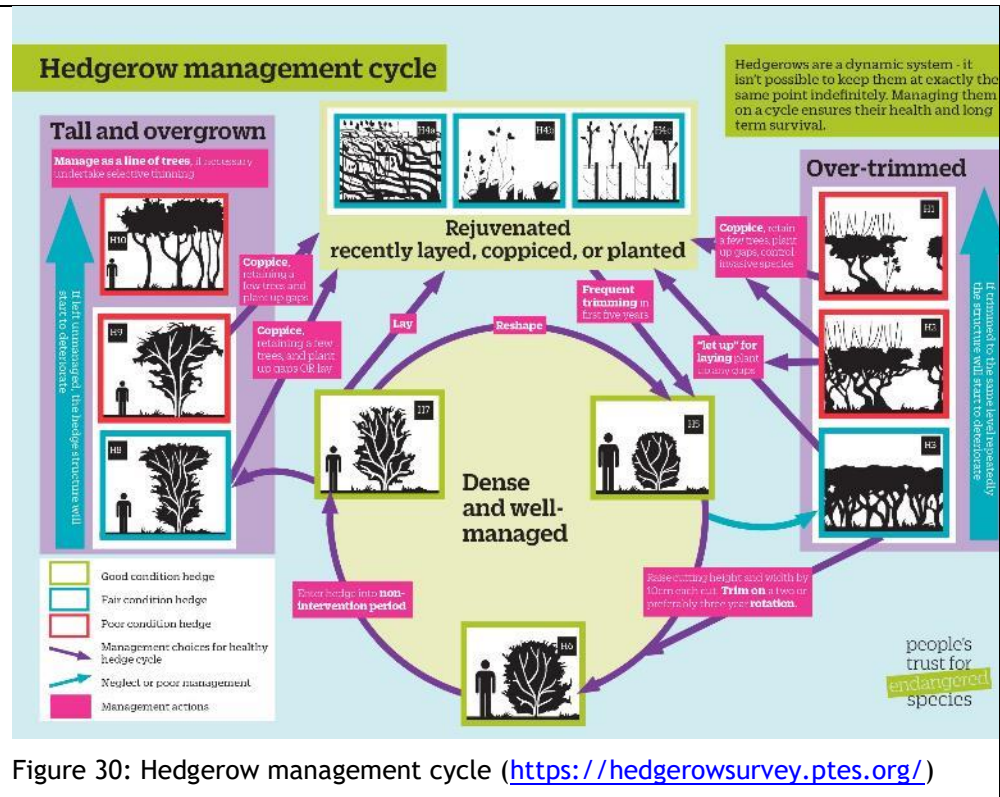 Hedgerow management cycle
Hedgerows are a dynamic system - it
isn't possible to keep them at exactly the
same point indefinitely. Managing them
on a cycle ensures their health and long
term survival.
Tall and overgrown
Manage as a line of trees, if necessary
undertake selective thinning
H10
H9
H8
If left unmanaged, the hedge structure will
start to deteriorate
H4a
H4b
H4c
Rejuvenated
recently layed, coppiced, or planted
Over-trimmed
H1
H2
H3
If trimmed to the same level repeatedly
the structure will start to deteriorate
Coppice,
retaining a
few trees and
plant up gaps
Coppice,
retaining a few
trees, and plant
up gaps OR lay
Lay
Reshape
Frequent
trimming in
first five years
Coppice, retain
a few trees, plant
up gaps, control
invasive species
"let up" for
laying plant
up any gaps
H7
H5
Dense
and well-
managed
Enter hedge into non-
intervention period
Raise cutting height and width by
10cm each cut. Trim on a two or
preferably three year rotation.
H6
Good condition hedge
Fair condition hedge
Poor condition hedge
Management choices for healthy
hedge cycle
Neglect or poor management
Management actions
people's
trust for
endangered
species
Figure 30: Hedgerow management cycle (https://hedgerowsurvey.ptes.org/)